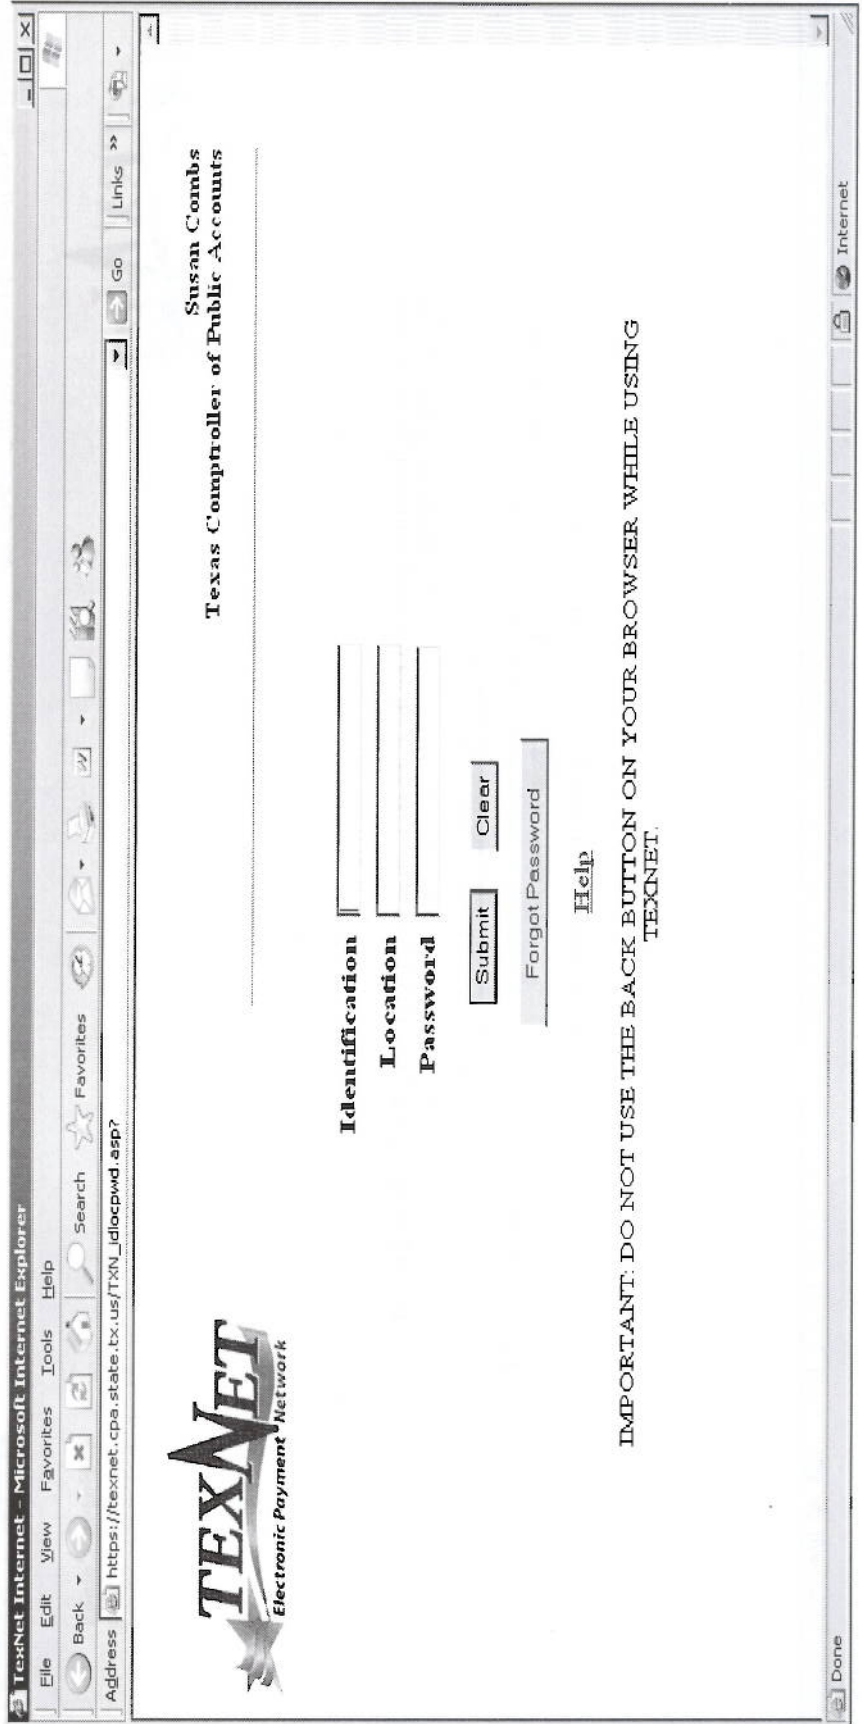 TexNet Internet - Microsoft Internet Explorer
File Edit View Favorites Tools Help
Back Search Favorites
Address https://texnet.cpa.state.tx.us/TXN_idlocpwd.asp? Go Links »
TEXNET
Electronic Payment Network
Susan Combs
Texas Comptroller of Public Accounts
Identification
Location
Password
Submit Clear
Forgot Password
Help
IMPORTANT: DO NOT USE THE BACK BUTTON ON YOUR BROWSER WHILE USING
TEXNET.
Done Internet